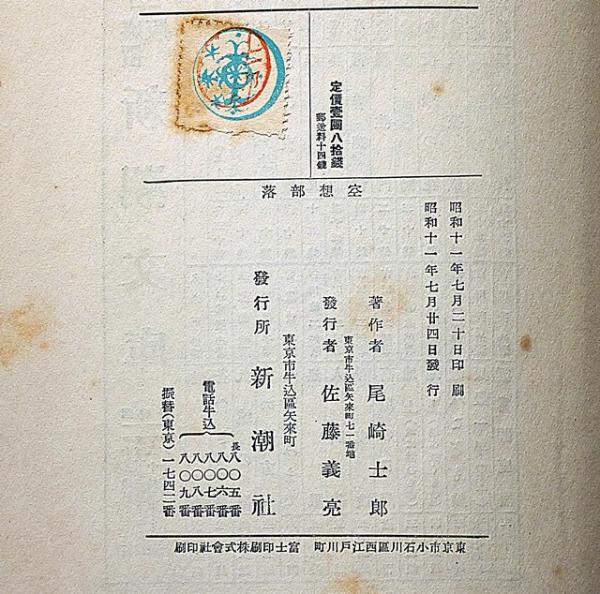 定價壹圓八拾錢
郵送料十四錢
空想部落
昭和十一年七月二十日印刷
昭和十一年七月廿四日發行
著作者 尾崎士郎
東京市牛込區矢來町七一番地
發行者 佐藤義亮
東京市牛込區矢來町
發行所 新潮社
電話牛込
長八〇五番
八〇六番
八〇七番
八〇八番
八〇九番
振替(東京)一七四二番
東京市小石川區西江戸川町 富士印刷株式會社印刷